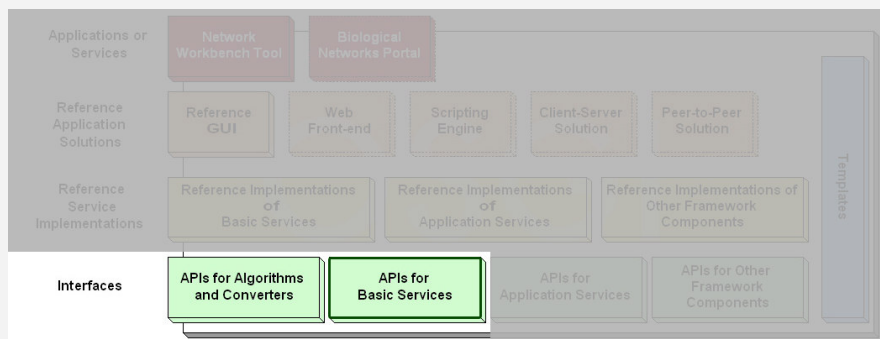 Applications or
Services
Network
Workbench Tool
Biological
Networks Portal
Reference
Application
Solutions
Reference
GUI
Web
Front-end
Scripting
Engine
Client-Server
Solution
Peer-to-Peer
Solution
Reference
Service
Implementations
Reference Implementations
of
Basic Services
Reference Implementations
of
Application Services
Reference Implementations of
Other Framework
Components
Templates
Interfaces
APIs for Algorithms
and Converters
APIs for
Basic Services
APIs for
Application Services
APIs for Other
Framework
Components